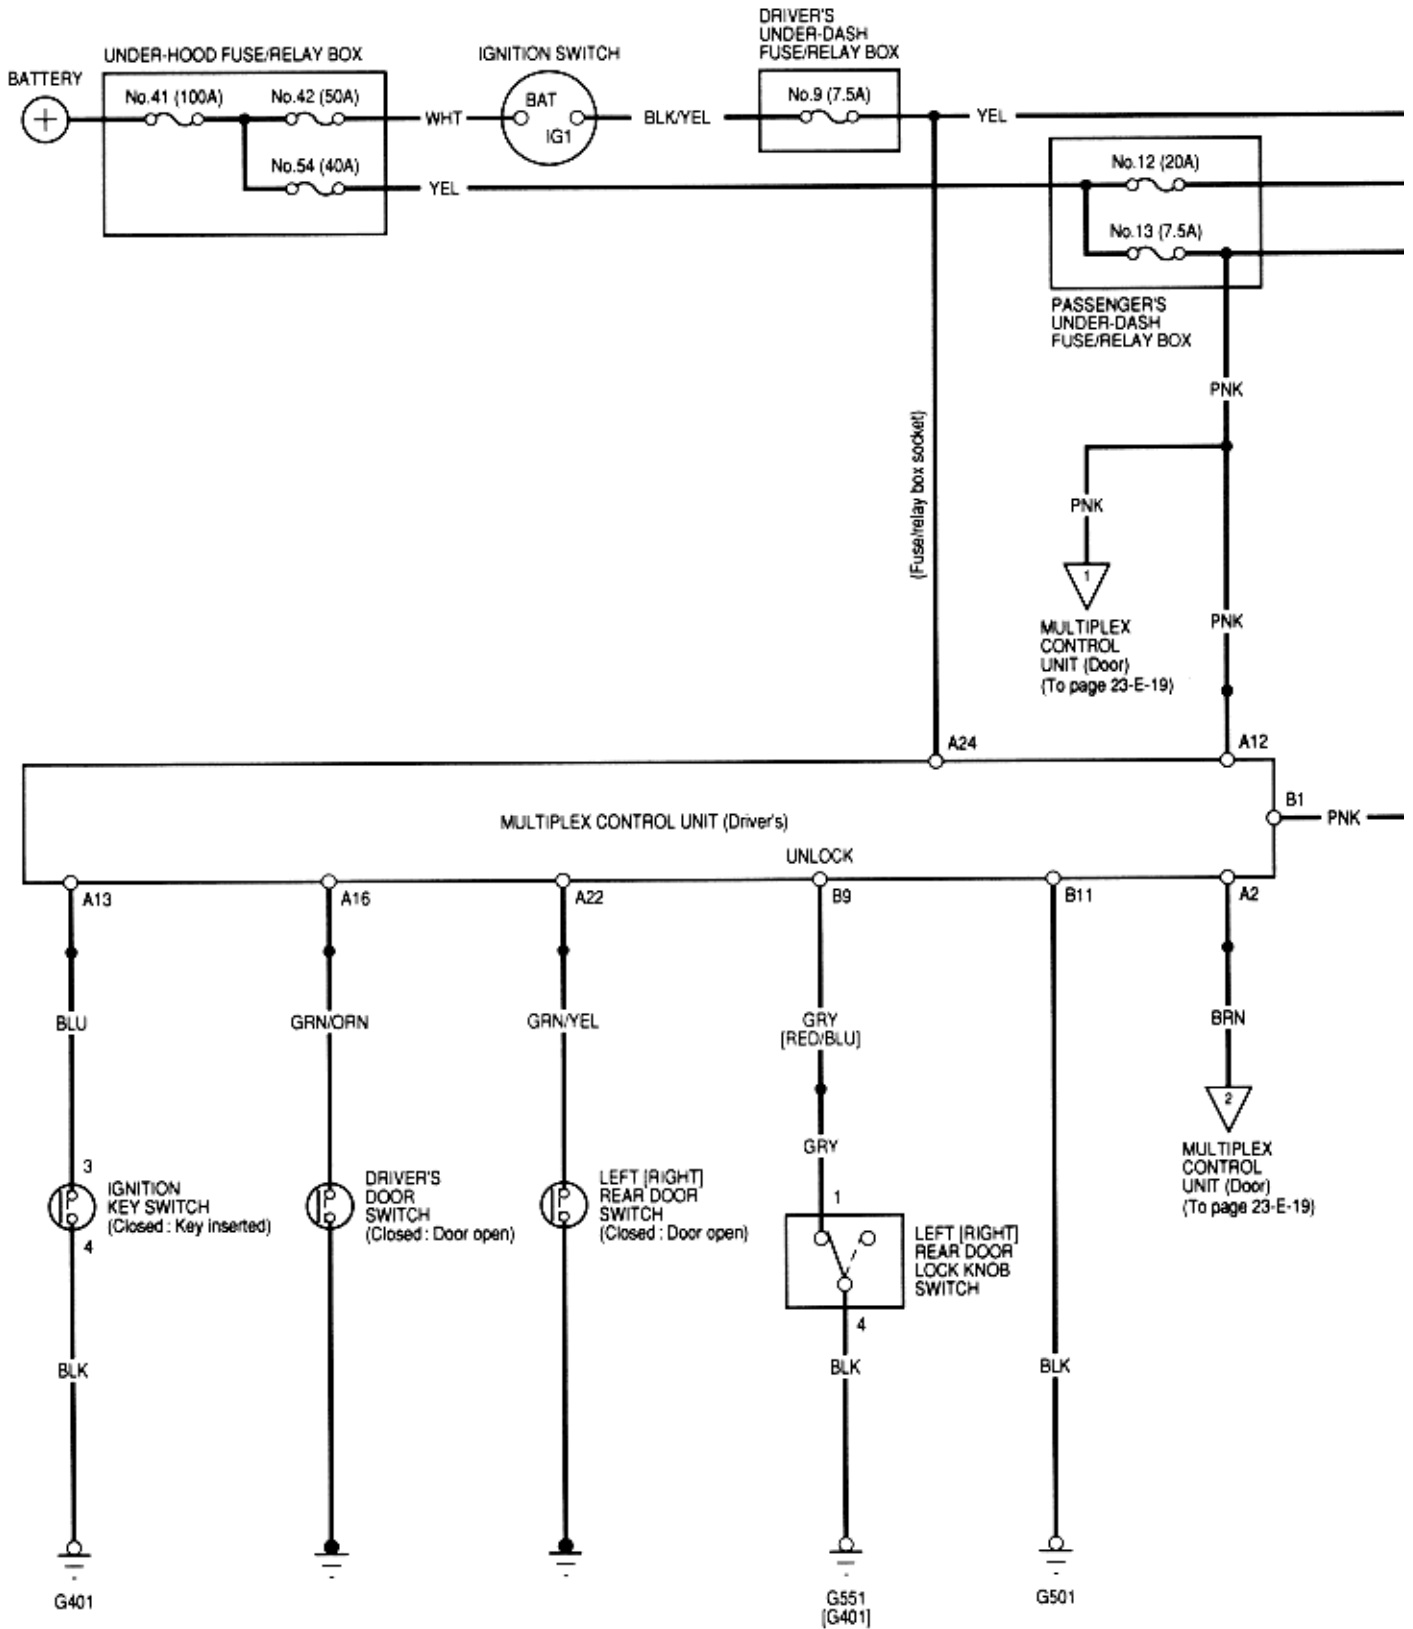 DRIVER'S
UNDER-DASH
FUSE/RELAY BOX
UNDER-HOOD FUSE/RELAY BOX
IGNITION SWITCH
BATTERY
No.41 (100A)
No.42 (50A)
BAT
IG1
No.9 (7.5A)
WHT
BLK/YEL
YEL
No.54 (40A)
YEL
No.12 (20A)
No.13 (7.5A)
PASSENGER'S
UNDER-DASH
FUSE/RELAY BOX
PNK
(Fuse/relay box socket)
PNK
1
PNK
MULTIPLEX
CONTROL
UNIT (Door)
(To page 23-E-19)
A24
A12
B1
PNK
MULTIPLEX CONTROL UNIT (Driver's)
UNLOCK
A13
A16
A22
B9
B11
A2
BLU
GRN/ORN
GRN/YEL
GRY
[RED/BLU]
BRN
2
GRY
MULTIPLEX
CONTROL
UNIT (Door)
(To page 23-E-19)
3
IGNITION
KEY SWITCH
(Closed : Key inserted)
4
DRIVER'S
DOOR
SWITCH
(Closed : Door open)
LEFT [RIGHT]
REAR DOOR
SWITCH
(Closed : Door open)
1
LEFT [RIGHT]
REAR DOOR
LOCK KNOB
SWITCH
4
BLK
BLK
BLK
G401
G551
[G401]
G501